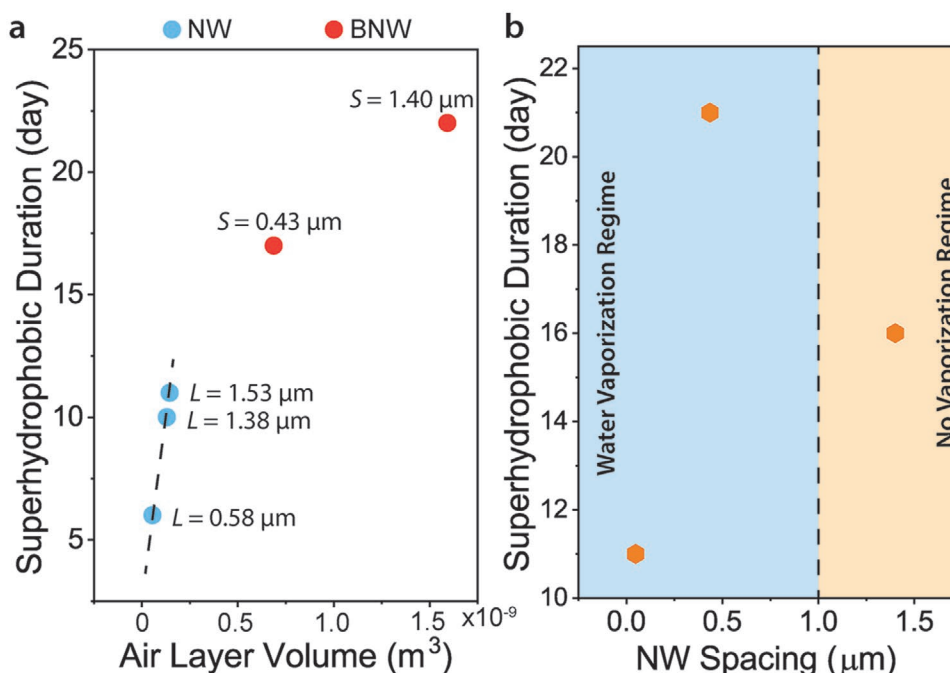 a
NW
BNW
Superhydrophobic Duration (day)
25
20
15
10
5
S = 1.40 µm
S = 0.43 µm
L = 1.53 µm
L = 1.38 µm
L = 0.58 µm
0
0.5
1.0
1.5
x10⁻⁹
Air Layer Volume (m³)
b
Superhydrophobic Duration (day)
22
20
18
16
14
12
10
Water Vaporization Regime
No Vaporization Regime
0.0
0.5
1.0
1.5
NW Spacing (µm)